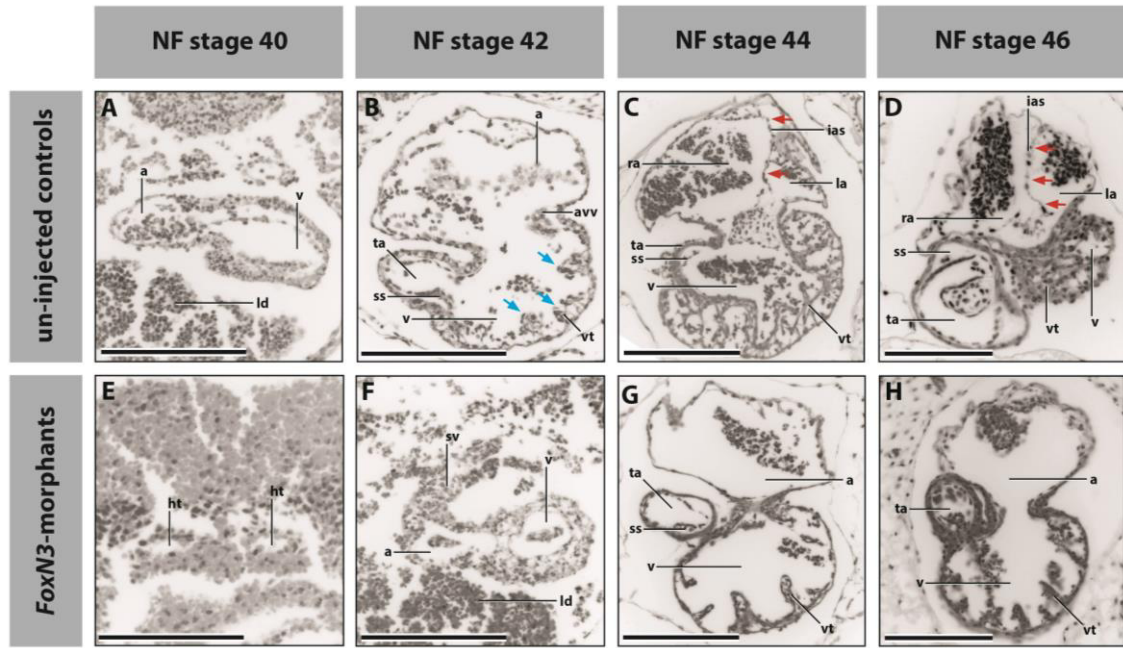 NF stage 40
NF stage 42
NF stage 44
NF stage 46
un-injected controls
A
a
v
ld
B
a
avv
ta
ss
v
vt
C
ias
ra
la
ta
ss
v
vt
D
ias
la
ra
ss
ta
vt
v
FoxN3-morphants
E
ht
ht
F
sv
v
a
ld
G
ta
a
ss
v
vt
H
a
ta
v
vt